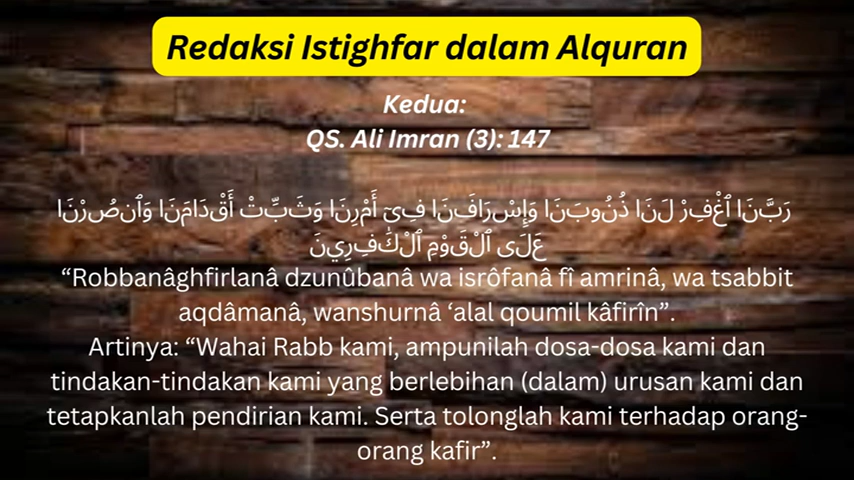 Redaksi Istighfar dalam Alquran
Kedua:
QS. Ali Imran (3): 147
رَبَّنَا ٱغْفِرْ لَنَا ذُنُوبَنَا وَإِسْرَافَنَا فِىٓ أَمْرِنَا وَثَبِّتْ أَقْدَامَنَا وَٱنصُرْنَا
عَلَى ٱلْقَوْمِ ٱلْكَٰفِرِينَ
“Robbanâghfirlanâ dzunûbanâ wa isrôfanâ fî amrinâ, wa tsabbit
aqdâmanâ, wanshurnâ ‘alal qoumil kâfirîn”.
Artinya: “Wahai Rabb kami, ampunilah dosa-dosa kami dan
tindakan-tindakan kami yang berlebihan (dalam) urusan kami dan
tetapkanlah pendirian kami. Serta tolonglah kami terhadap orang-
orang kafir”.